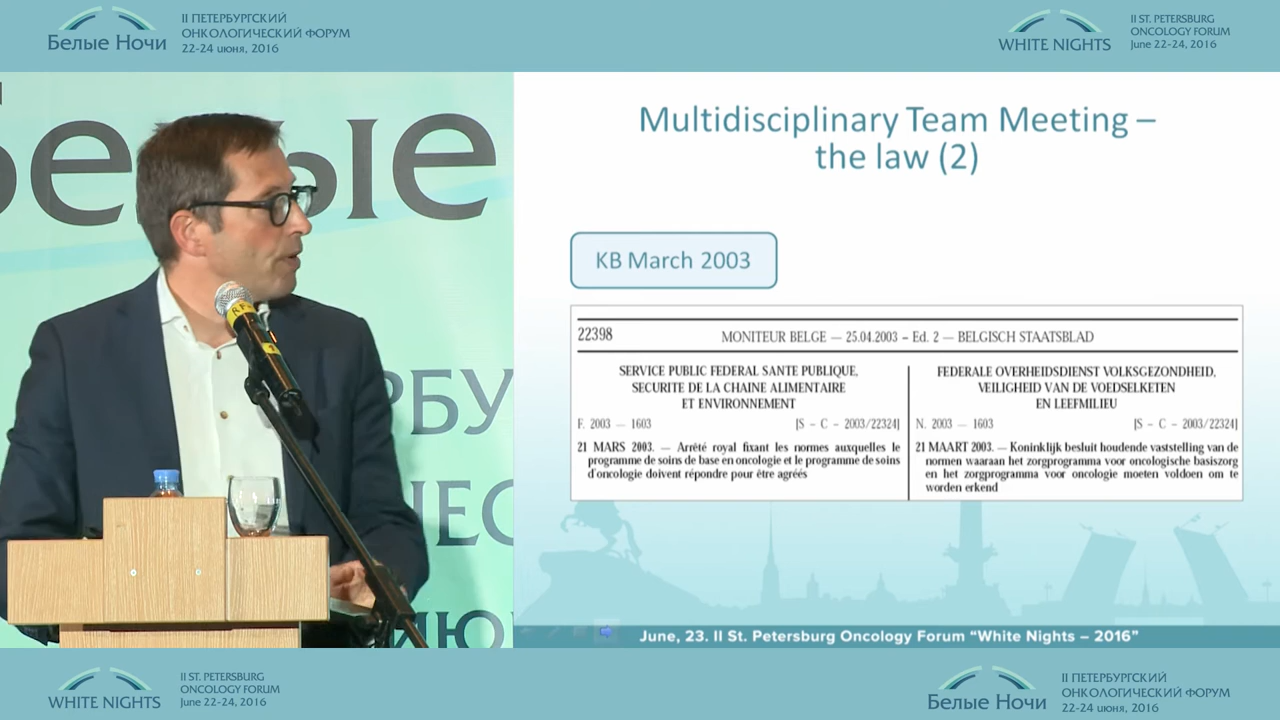 Белые Ночи
II ПЕТЕРБУРГСКИЙ
ОНКОЛОГИЧЕСКИЙ ФОРУМ
22-24 июня, 2016
WHITE NIGHTS
II ST. PETERSBURG
ONCOLOGY FORUM
June 22-24, 2016
елые
РБУ
ЧЕС
ИЮ
RF
Multidisciplinary Team Meeting –
the law (2)
KB March 2003
22398
MONITEUR BELGE — 25.04.2003 – Ed. 2 — BELGISCH STAATSBLAD
SERVICE PUBLIC FEDERAL SANTE PUBLIQUE,
SECURITE DE LA CHAINE ALIMENTAIRE
ET ENVIRONNEMENT
F. 2003 — 1603
[S – C – 2003/22324]
21 MARS 2003. — Arrêté royal fixant les normes auxquelles le
programme de soins de base en oncologie et le programme de soins
d'oncologie doivent répondre pour être agréés
FEDERALE OVERHEIDSDIENST VOLKSGEZONDHEID,
VEILIGHEID VAN DE VOEDSELKETEN
EN LEEFMILIEU
N. 2003 — 1603
[S – C – 2003/22324]
21 MAART 2003. — Koninklijk besluit houdende vaststelling van de
normen waaraan het zorgprogramma voor oncologische basiszorg
en het zorgprogramma voor oncologie moeten voldoen om te
worden erkend
June, 23. II St. Petersburg Oncology Forum “White Nights – 2016”
WHITE NIGHTS
II ST. PETERSBURG
ONCOLOGY FORUM
June 22-24, 2016
Белые Ночи
II ПЕТЕРБУРГСКИЙ
ОНКОЛОГИЧЕСКИЙ ФОРУМ
22-24 июня, 2016